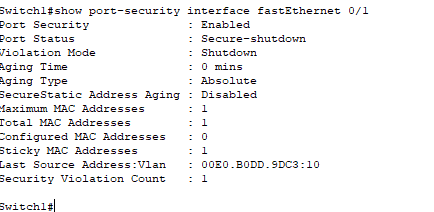 Switch1#show port-security interface fastEthernet 0/1
Port Security : Enabled
Port Status : Secure-shutdown
Violation Mode : Shutdown
Aging Time : 0 mins
Aging Type : Absolute
SecureStatic Address Aging : Disabled
Maximum MAC Addresses : 1
Total MAC Addresses : 1
Configured MAC Addresses : 0
Sticky MAC Addresses : 1
Last Source Address:Vlan : 00E0.B0DD.9DC3:10
Security Violation Count : 1
Switch1#